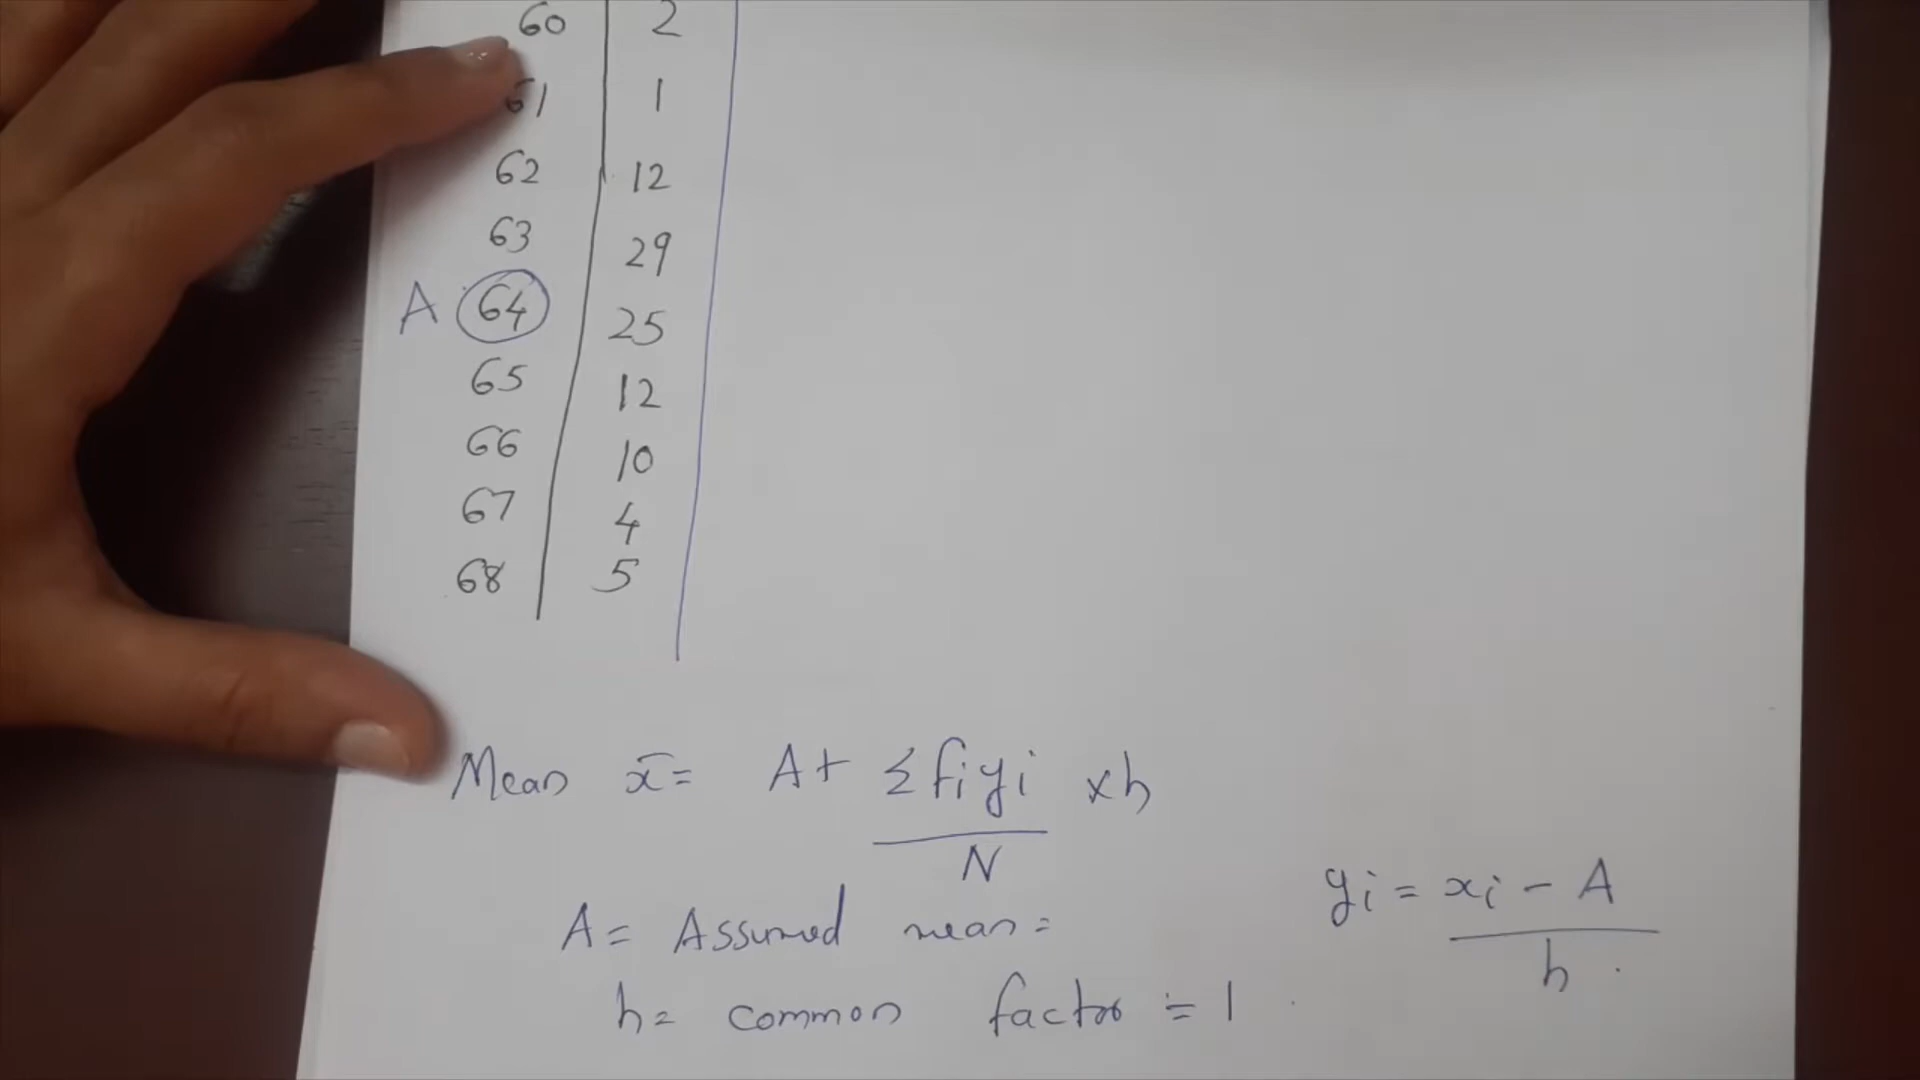 60 2
61 1
62 12
63 29
A 64 25
65 12
66 10
67 4
68 5
Mean x̄ = A + Σfiyi × h
N
yi = xi - A
h
A = Assumed mean =
h = common factor = 1